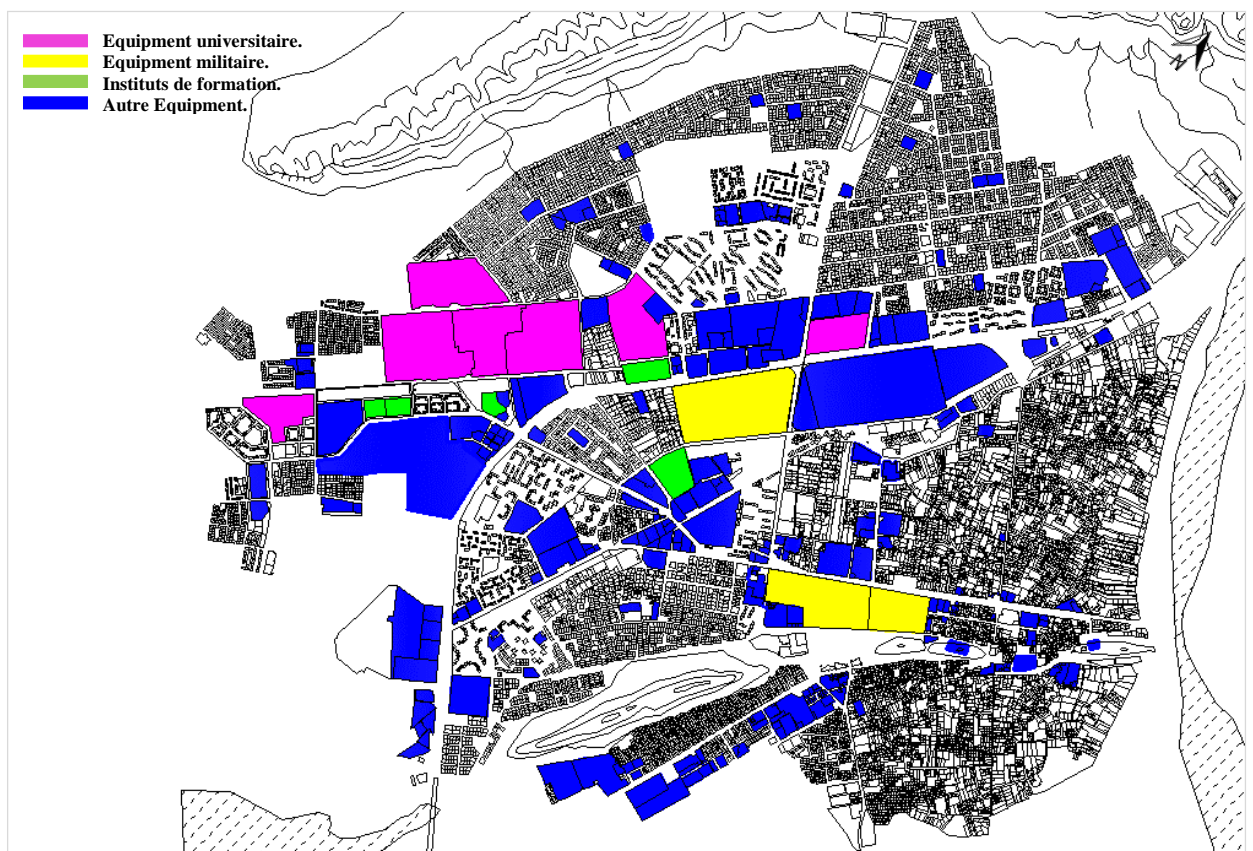 Equipment universitaire.
Equipment militaire.
Instituts de formation.
Autre Equipment.
N